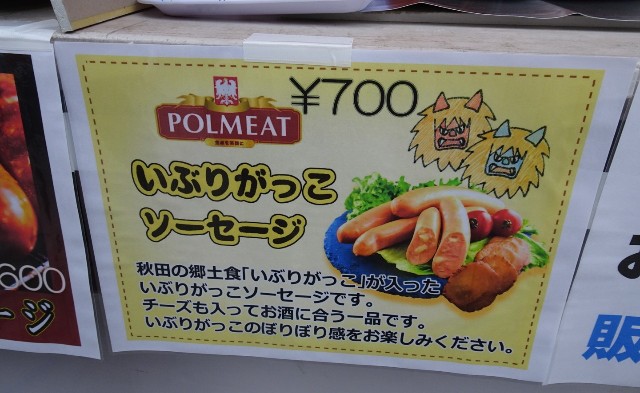 ¥700
POLMEAT
いぶりがっこ
ソーセージ
秋田の郷土食「いぶりがっこ」が入った
いぶりがっこソーセージです。
チーズも入ってお酒に合う一品です。
いぶりがっこのぽりぽり感をお楽しみください。
600
ージ
お
販